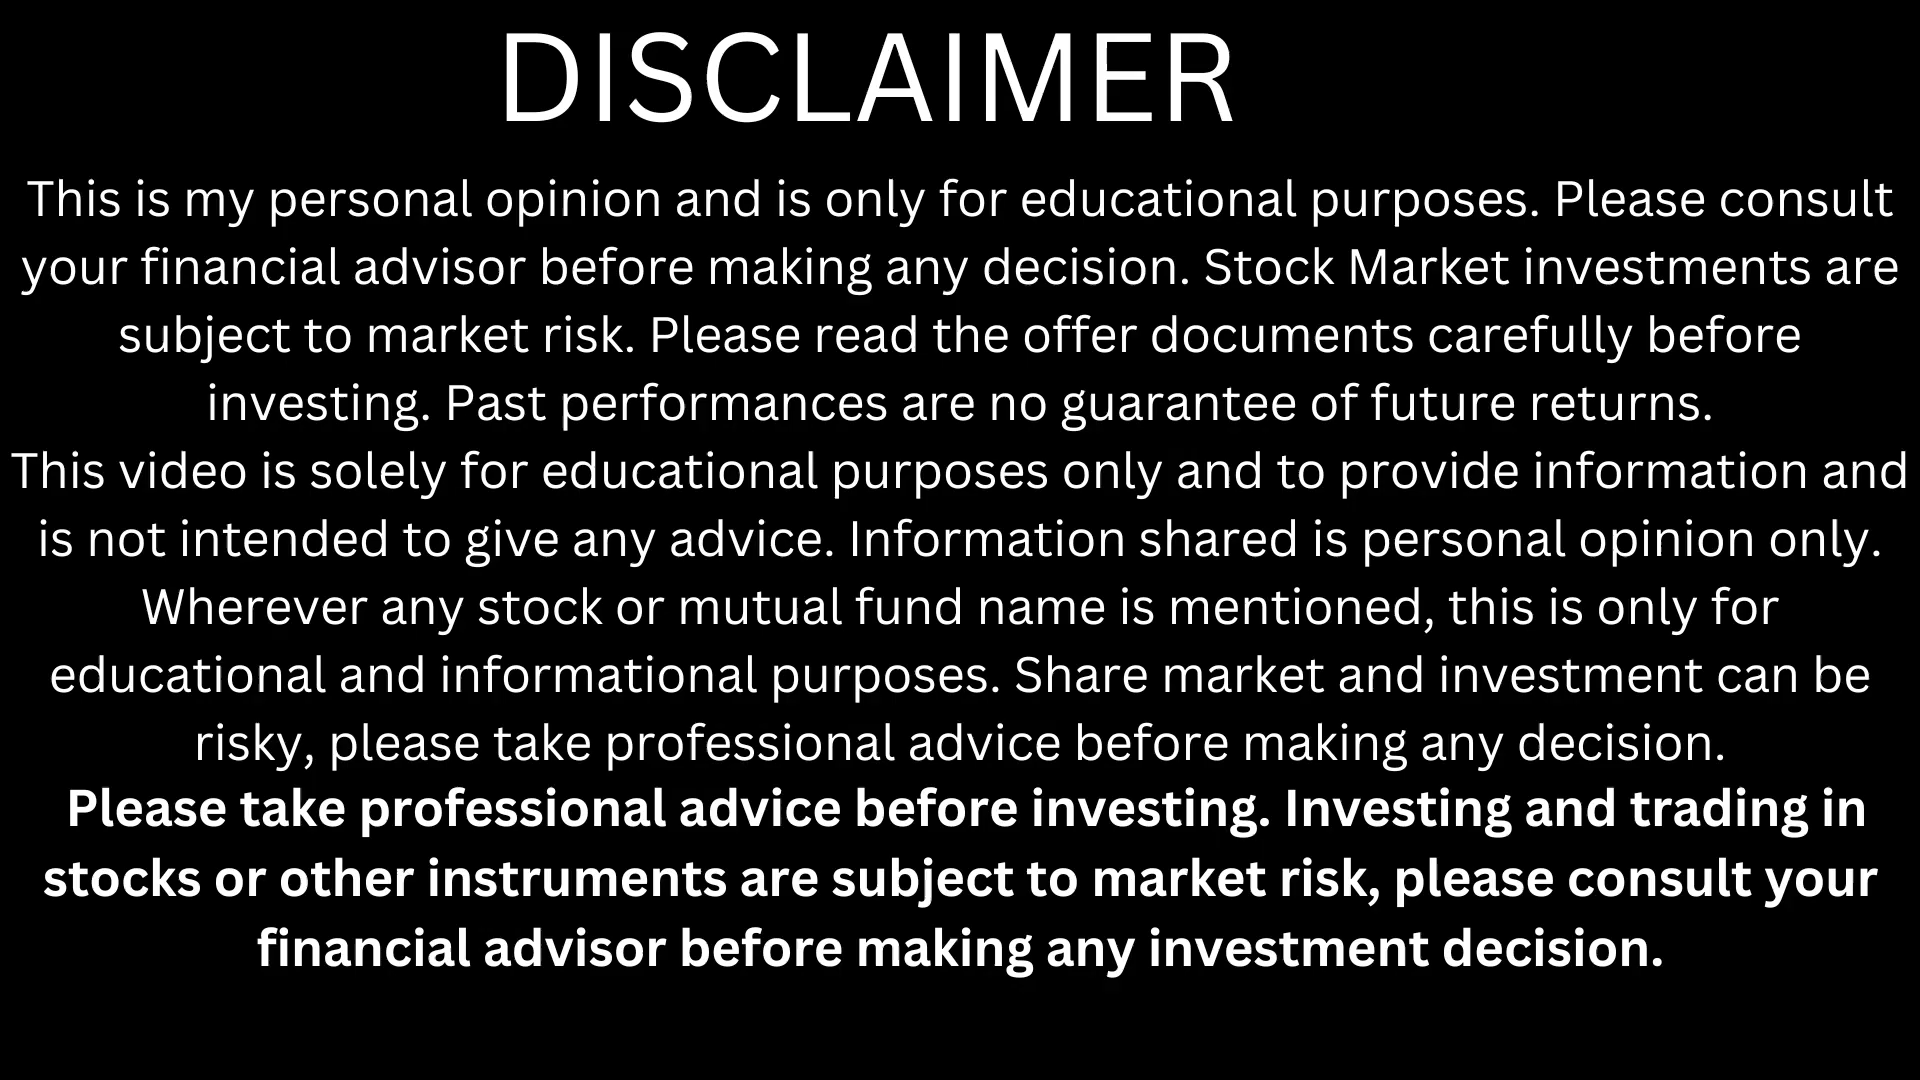 DISCLAIMER
This is my personal opinion and is only for educational purposes. Please consult
your financial advisor before making any decision. Stock Market investments are
subject to market risk. Please read the offer documents carefully before
investing. Past performances are no guarantee of future returns.
This video is solely for educational purposes only and to provide information and
is not intended to give any advice. Information shared is personal opinion only.
Wherever any stock or mutual fund name is mentioned, this is only for
educational and informational purposes. Share market and investment can be
risky, please take professional advice before making any decision.
Please take professional advice before investing. Investing and trading in
stocks or other instruments are subject to market risk, please consult your
financial advisor before making any investment decision.